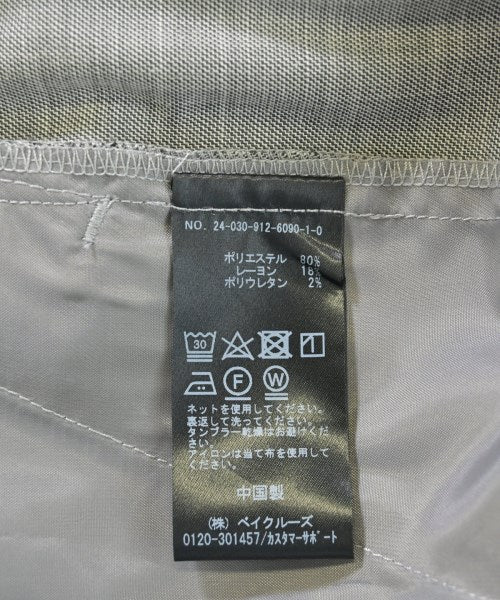 NO. 24-030-912-6090-1-0
ポリエステル 80%
レーヨン 18%
ポリウレタン 2%
30
F W
ネットを使用してください。
裏返して洗ってください。
タンブラー乾燥はお避けくだ
さい。
アイロンは当て布を使用して
ください。
中国製
(株) ベイクルーズ
0120-301457/カスタマーサポート